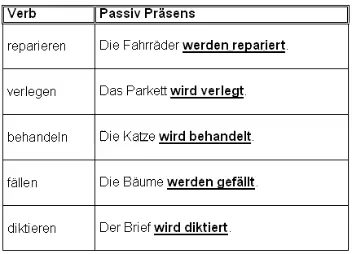 Verb Passiv Präsens
reparieren Die Fahrräder werden repariert.
verlegen Das Parkett wird verlegt.
behandeln Die Katze wird behandelt.
fällen Die Bäume werden gefällt.
diktieren Der Brief wird diktiert.